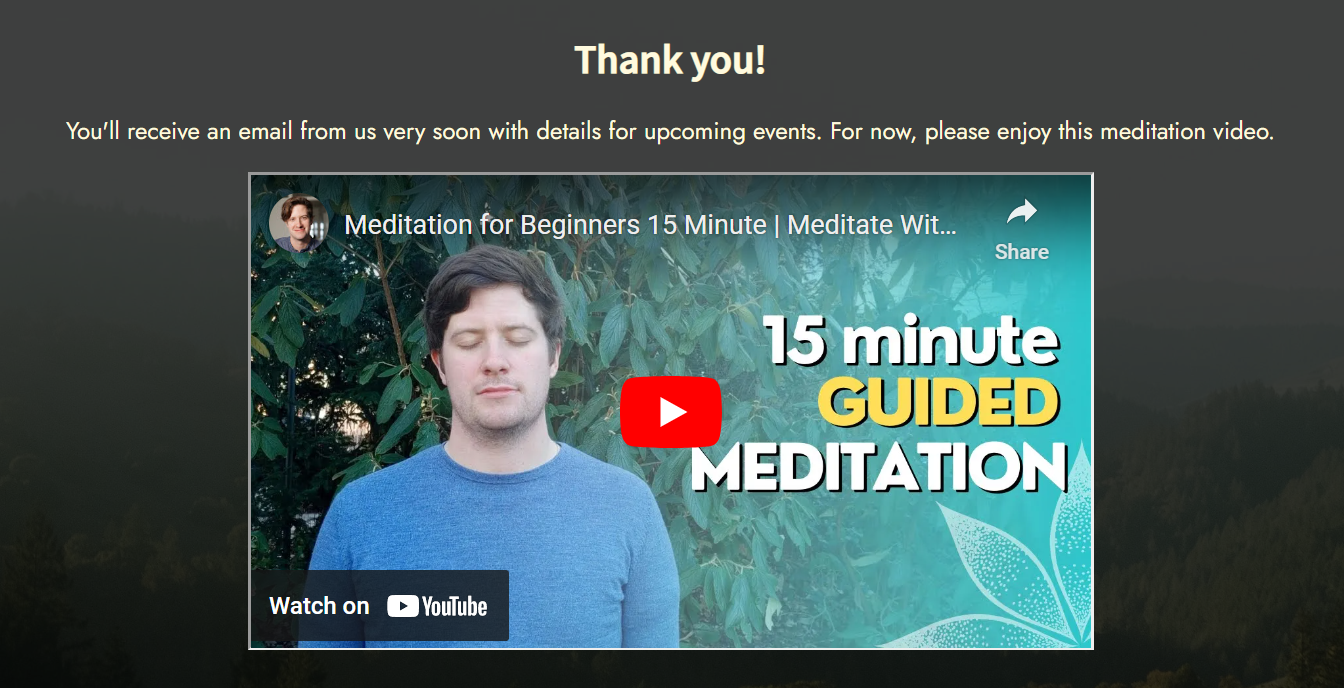 Thank you!
You'll receive an email from us very soon with details for upcoming events. For now, please enjoy this meditation video.
Meditation for Beginners 15 Minute | Meditate Wit...
Share
15 minute
GUIDED
MEDITATION
Watch on YouTube